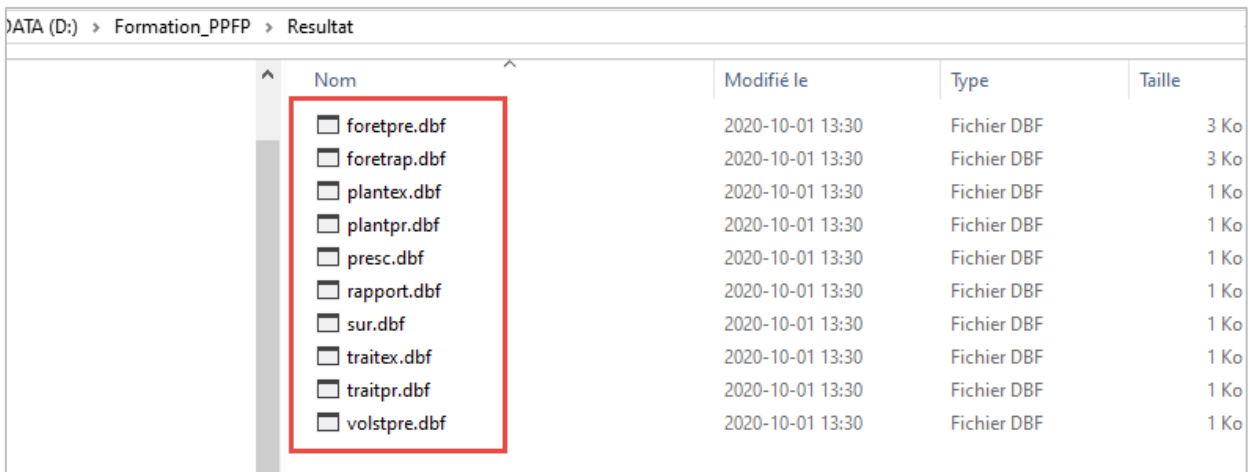 DATA (D:) > Formation_PPFP > Resultat
Nom Modifié le Type Taille
foretpre.dbf 2020-10-01 13:30 Fichier DBF 3 Ko
foretrap.dbf 2020-10-01 13:30 Fichier DBF 3 Ko
plantex.dbf 2020-10-01 13:30 Fichier DBF 1 Ko
plantpr.dbf 2020-10-01 13:30 Fichier DBF 1 Ko
presc.dbf 2020-10-01 13:30 Fichier DBF 1 Ko
rapport.dbf 2020-10-01 13:30 Fichier DBF 1 Ko
sur.dbf 2020-10-01 13:30 Fichier DBF 1 Ko
traitex.dbf 2020-10-01 13:30 Fichier DBF 1 Ko
traitpr.dbf 2020-10-01 13:30 Fichier DBF 1 Ko
volstpre.dbf 2020-10-01 13:30 Fichier DBF 1 Ko